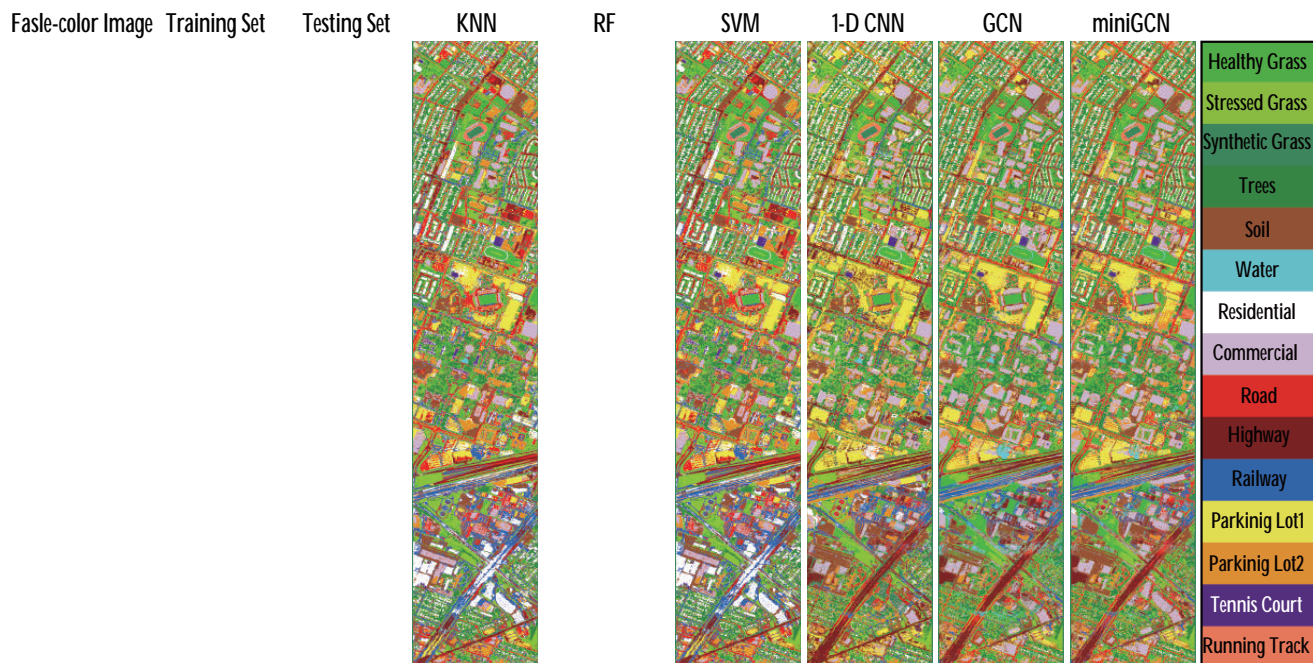 Fasle-color Image Training Set Testing Set KNN RF SVM 1-D CNN GCN miniGCN
Healthy Grass
Stressed Grass
Synthetic Grass
Trees
Soil
Water
Residential
Commercial
Road
Highway
Railway
Parkinig Lot1
Parkinig Lot2
Tennis Court
Running Track